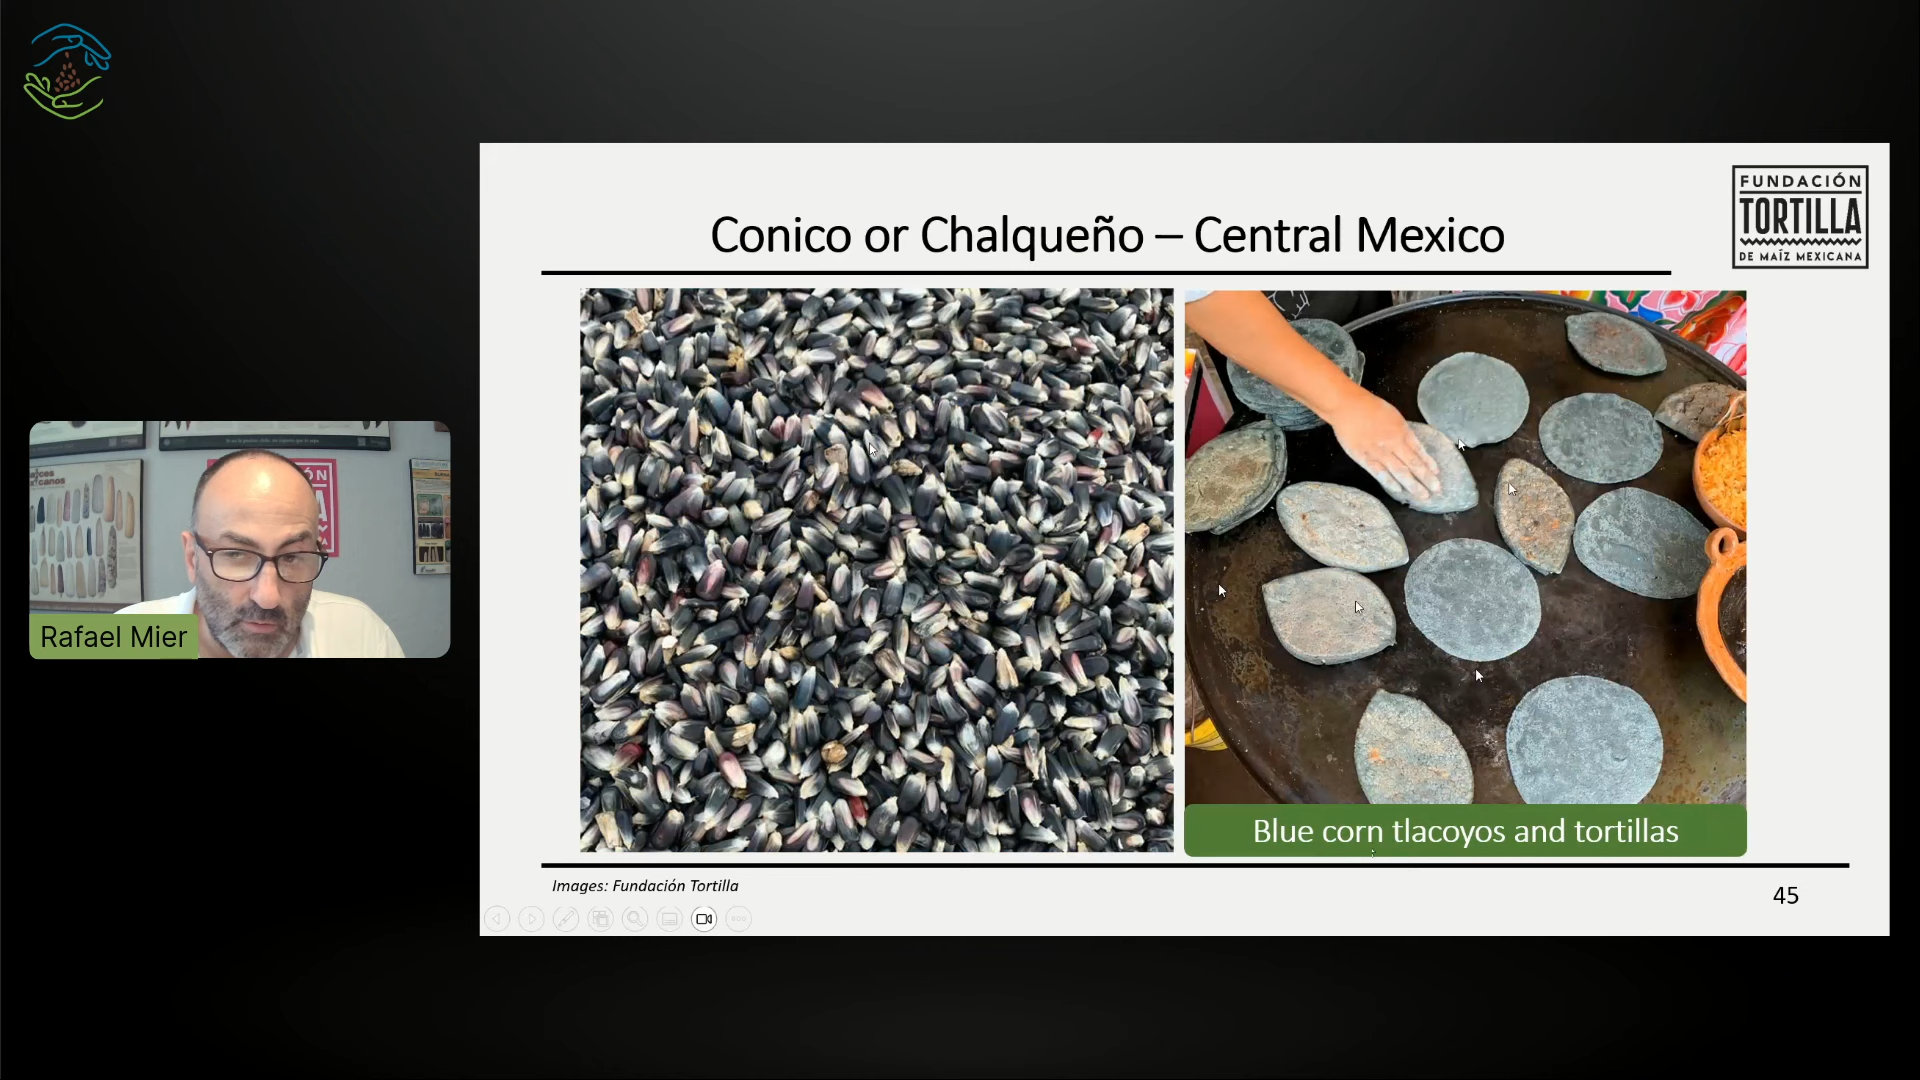 Conico or Chalqueño – Central Mexico
FUNDACIÓN
TORTILLA
DE MAÍZ MEXICANA
Rafael Mier
Blue corn tlacoyos and tortillas
Images: Fundación Tortilla
45